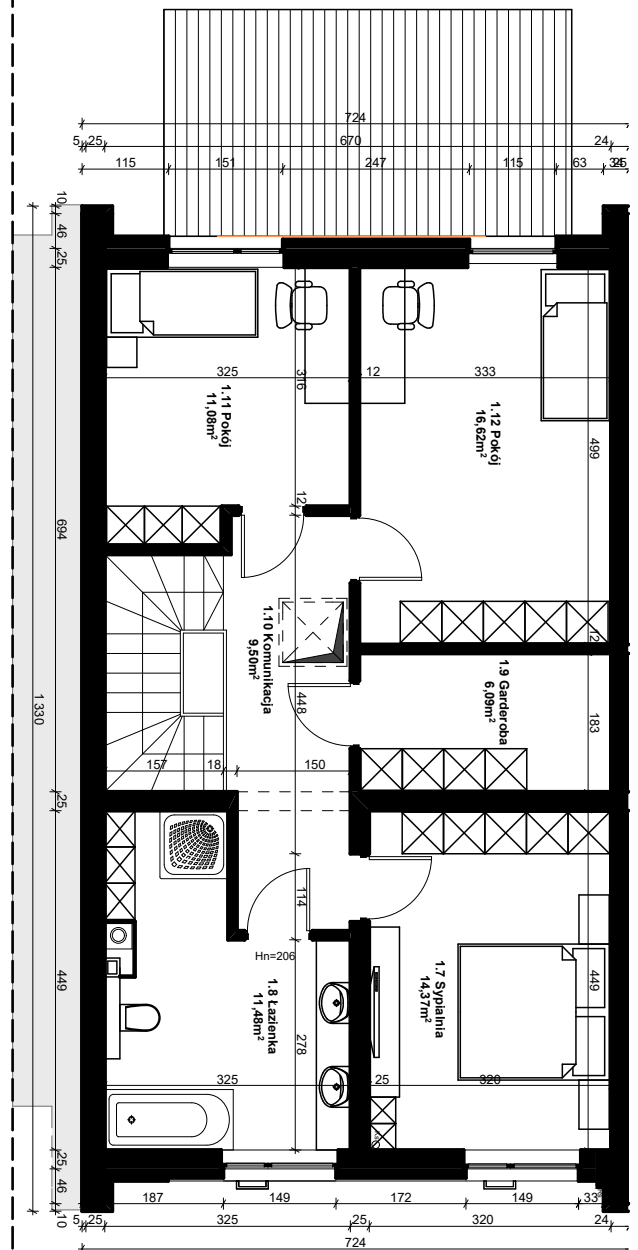 724
5 25 670 24
115 151 247 115 63 34 25
10
46
25
325 316 12 333
1.11 Pokój
11,08m²
1.12 Pokój
16,62m²
499
12
694
1.10 Komunikacja
9,50m²
12
1.9 Garderoba
6,09m²
448
183
1330
157 18 150
25
114
Hn=206
1.8 Łazienka
11,48m²
1.7 Sypialnia
14,37m²
449
449
278
325 25 320
25
46
10
187 149 172 149 33
5 25 325 25 320 24
724